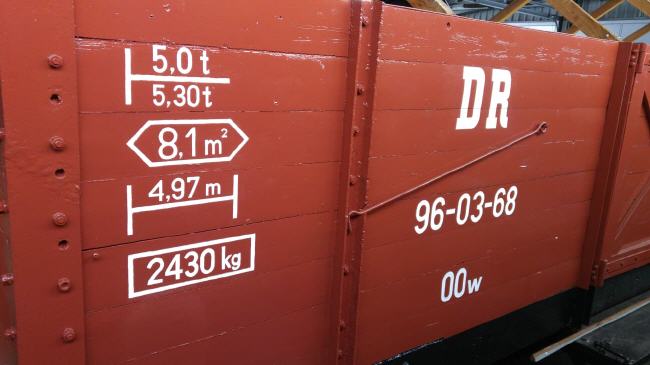 5,0 t
5,30 t
8,1 m²
4,97 m
2430 kg
DR
96-03-68
OOw